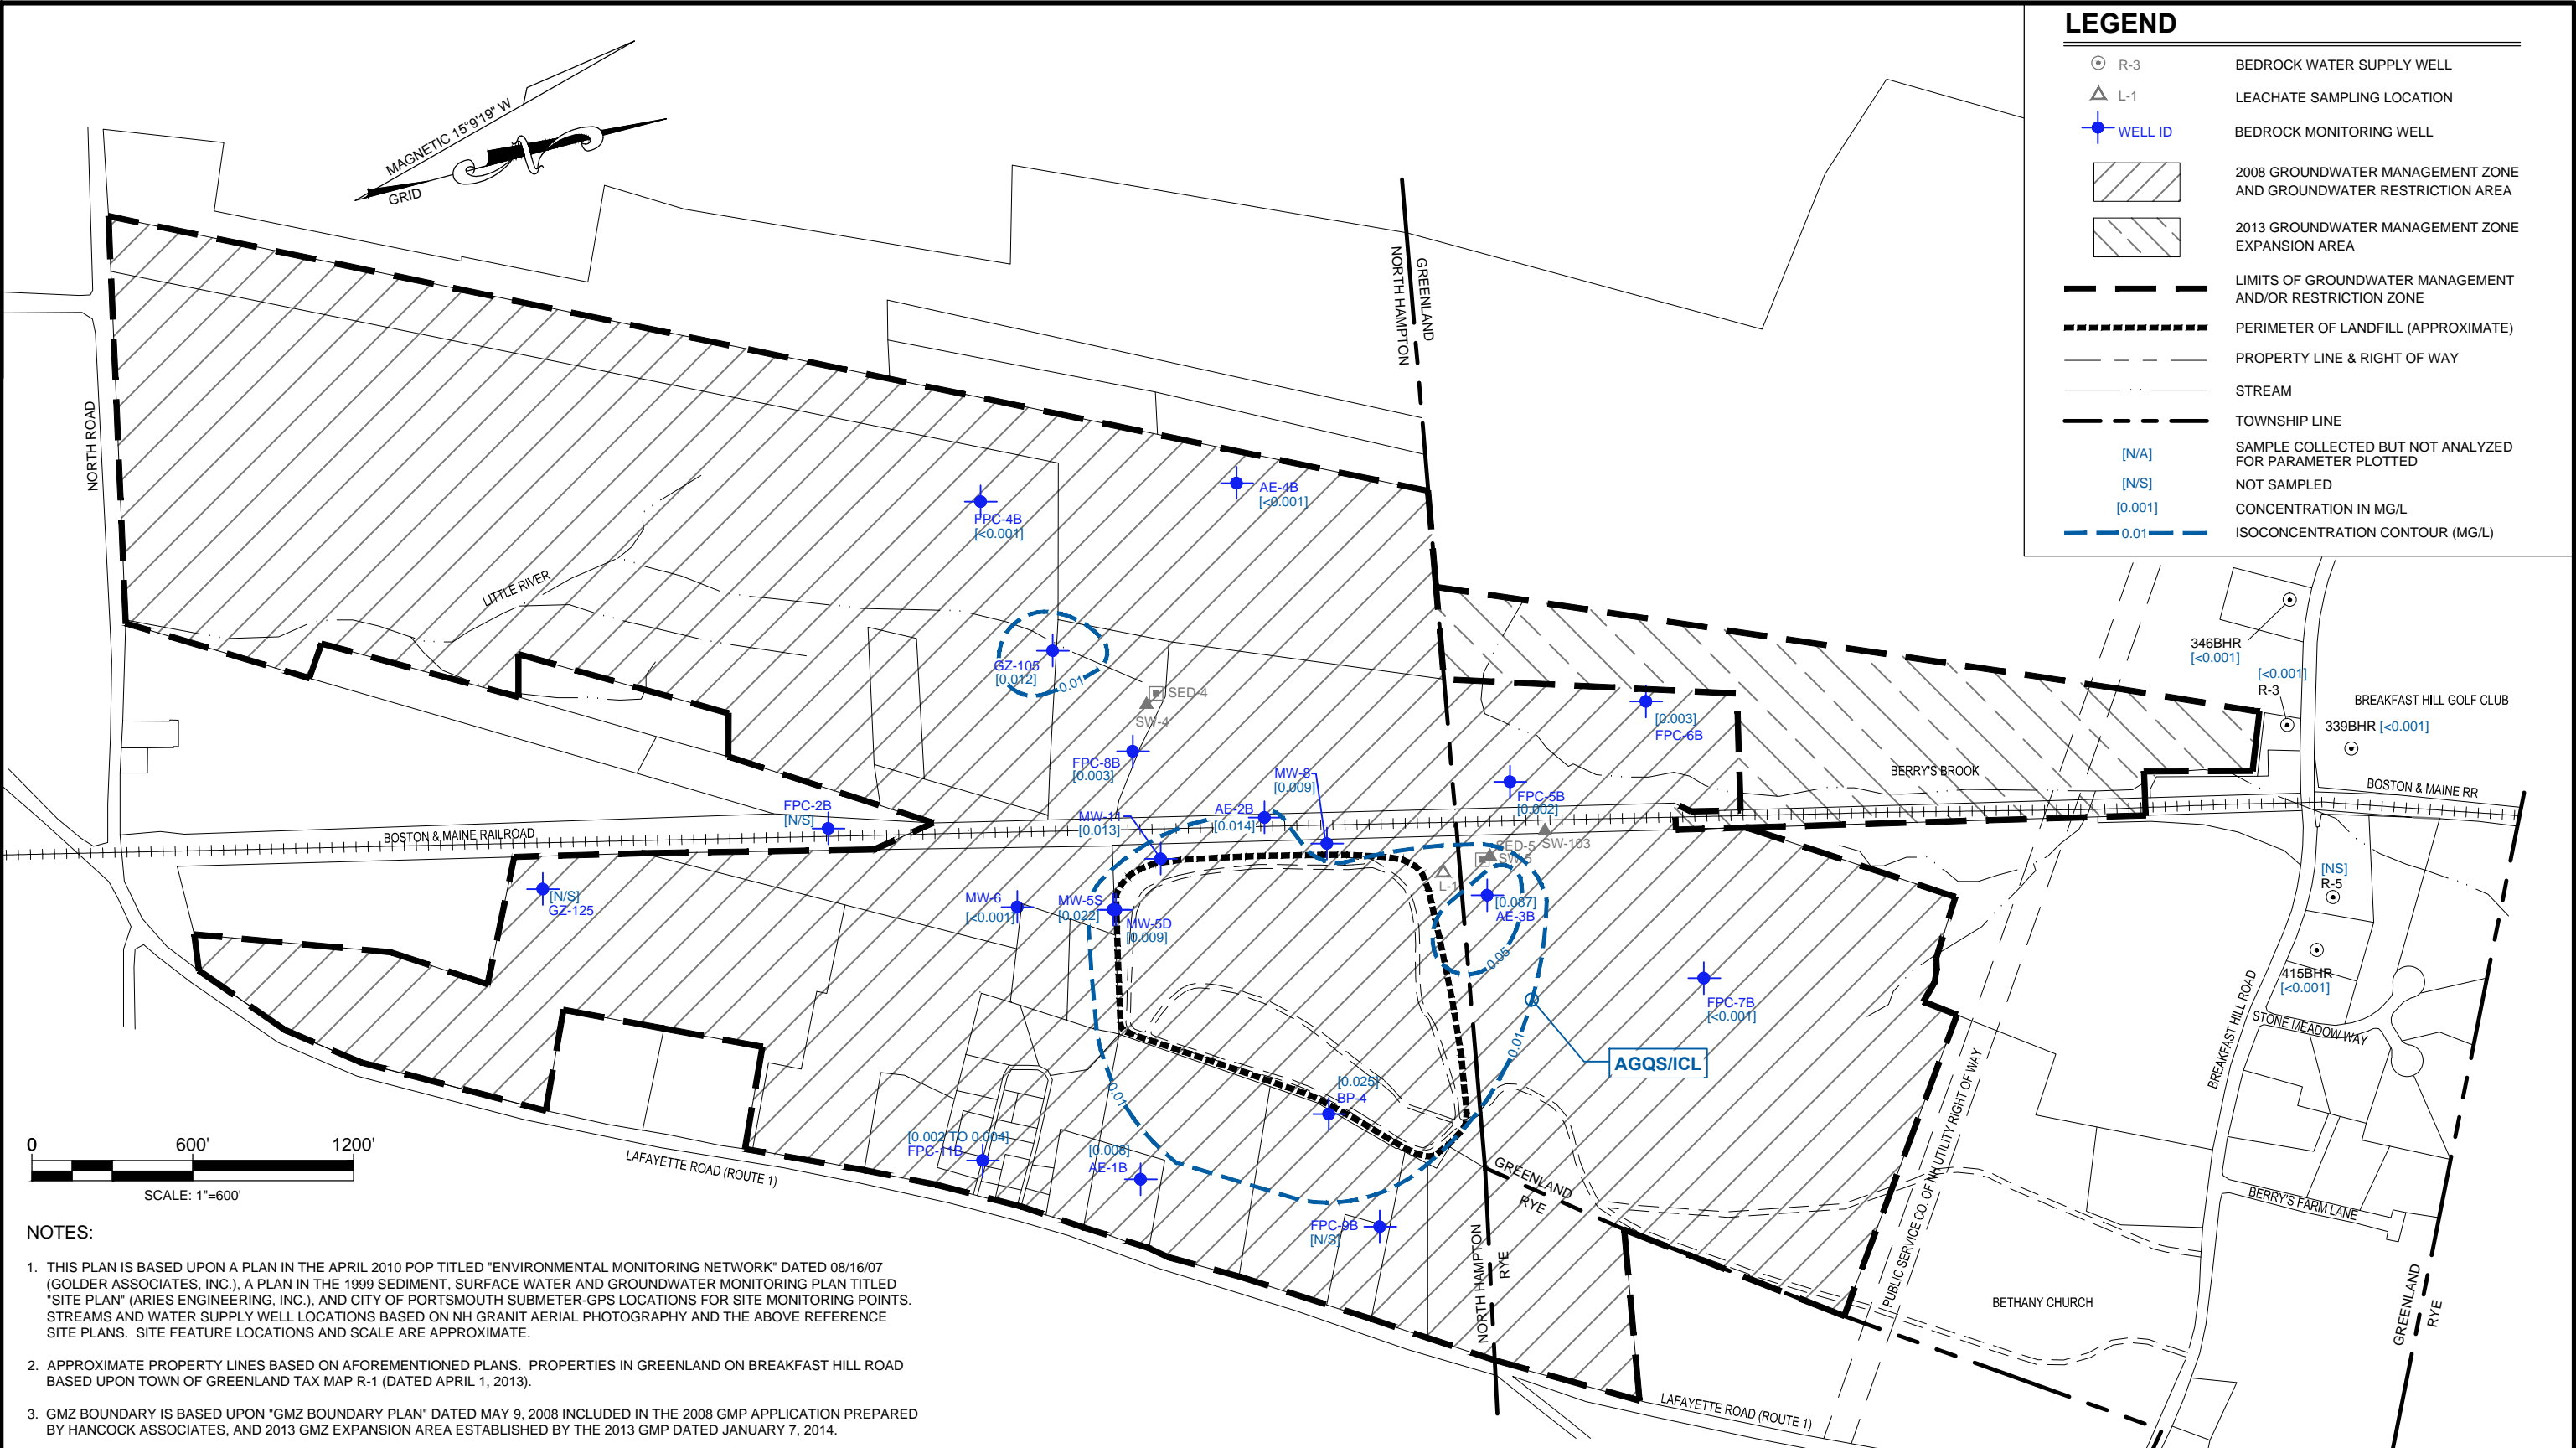 LEGEND
R-3 BEDROCK WATER SUPPLY WELL
L-1 LEACHATE SAMPLING LOCATION
WELL ID BEDROCK MONITORING WELL
2008 GROUNDWATER MANAGEMENT ZONE
AND GROUNDWATER RESTRICTION AREA
2013 GROUNDWATER MANAGEMENT ZONE
EXPANSION AREA
LIMITS OF GROUNDWATER MANAGEMENT
AND/OR RESTRICTION ZONE
PERIMETER OF LANDFILL (APPROXIMATE)
PROPERTY LINE & RIGHT OF WAY
STREAM
TOWNSHIP LINE
[N/A] SAMPLE COLLECTED BUT NOT ANALYZED
FOR PARAMETER PLOTTED
[N/S] NOT SAMPLED
[0.001] CONCENTRATION IN MG/L
0.01 ISOCONCENTRATION CONTOUR (MG/L)
MAGNETIC 15°9'19" W
GRID
N
NORTH ROAD
NORTH HAMPTON
GREENLAND
AE-4B
[<0.001]
FPC-4B
[<0.001]
LITTLE RIVER
GZ-105
[0.012]
0.01
SED-4
SW-4
FPC-8B
[0.003]
MW-8
[0.009]
AE-2B
[0.014]
MW-11
[0.013]
FPC-2B
[N/S]
BOSTON & MAINE RAILROAD
[0.003]
FPC-6B
FPC-5B
[0.002]
BERRY'S BROOK
346BHR
[<0.001]
[<0.001]
R-3
BREAKFAST HILL GOLF CLUB
339BHR [<0.001]
BOSTON & MAINE RR
SED-5
SW-5
SW-103
L-1
[N/S]
GZ-125
MW-6
[<0.001]
MW-5S
[0.022]
MW-5D
[0.009]
[0.087]
AE-3B
0.05
[NS]
R-5
415BHR
[<0.001]
FPC-7B
[<0.001]
STONE MEADOW WAY
BREAKFAST HILL ROAD
AGQS/ICL
0.01
0.01
[0.025]
BP-4
[0.002 TO 0.004]
FPC-11B
[0.008]
AE-1B
FPC-9B
[N/S]
GREENLAND
RYE
NORTH HAMPTON
RYE
PUBLIC SERVICE CO. OF NH UTILITY RIGHT OF WAY
BERRY'S FARM LANE
BETHANY CHURCH
GREENLAND
RYE
LAFAYETTE ROAD (ROUTE 1)
LAFAYETTE ROAD (ROUTE 1)
0 600' 1200'
SCALE: 1"=600'
NOTES:
1. THIS PLAN IS BASED UPON A PLAN IN THE APRIL 2010 POP TITLED "ENVIRONMENTAL MONITORING NETWORK" DATED 08/16/07
(GOLDER ASSOCIATES, INC.), A PLAN IN THE 1999 SEDIMENT, SURFACE WATER AND GROUNDWATER MONITORING PLAN TITLED
"SITE PLAN" (ARIES ENGINEERING, INC.), AND CITY OF PORTSMOUTH SUBMETER-GPS LOCATIONS FOR SITE MONITORING POINTS.
STREAMS AND WATER SUPPLY WELL LOCATIONS BASED ON NH GRANIT AERIAL PHOTOGRAPHY AND THE ABOVE REFERENCE
SITE PLANS. SITE FEATURE LOCATIONS AND SCALE ARE APPROXIMATE.
2. APPROXIMATE PROPERTY LINES BASED ON AFOREMENTIONED PLANS. PROPERTIES IN GREENLAND ON BREAKFAST HILL ROAD
BASED UPON TOWN OF GREENLAND TAX MAP R-1 (DATED APRIL 1, 2013).
3. GMZ BOUNDARY IS BASED UPON "GMZ BOUNDARY PLAN" DATED MAY 9, 2008 INCLUDED IN THE 2008 GMP APPLICATION PREPARED
BY HANCOCK ASSOCIATES, AND 2013 GMZ EXPANSION AREA ESTABLISHED BY THE 2013 GMP DATED JANUARY 7, 2014.